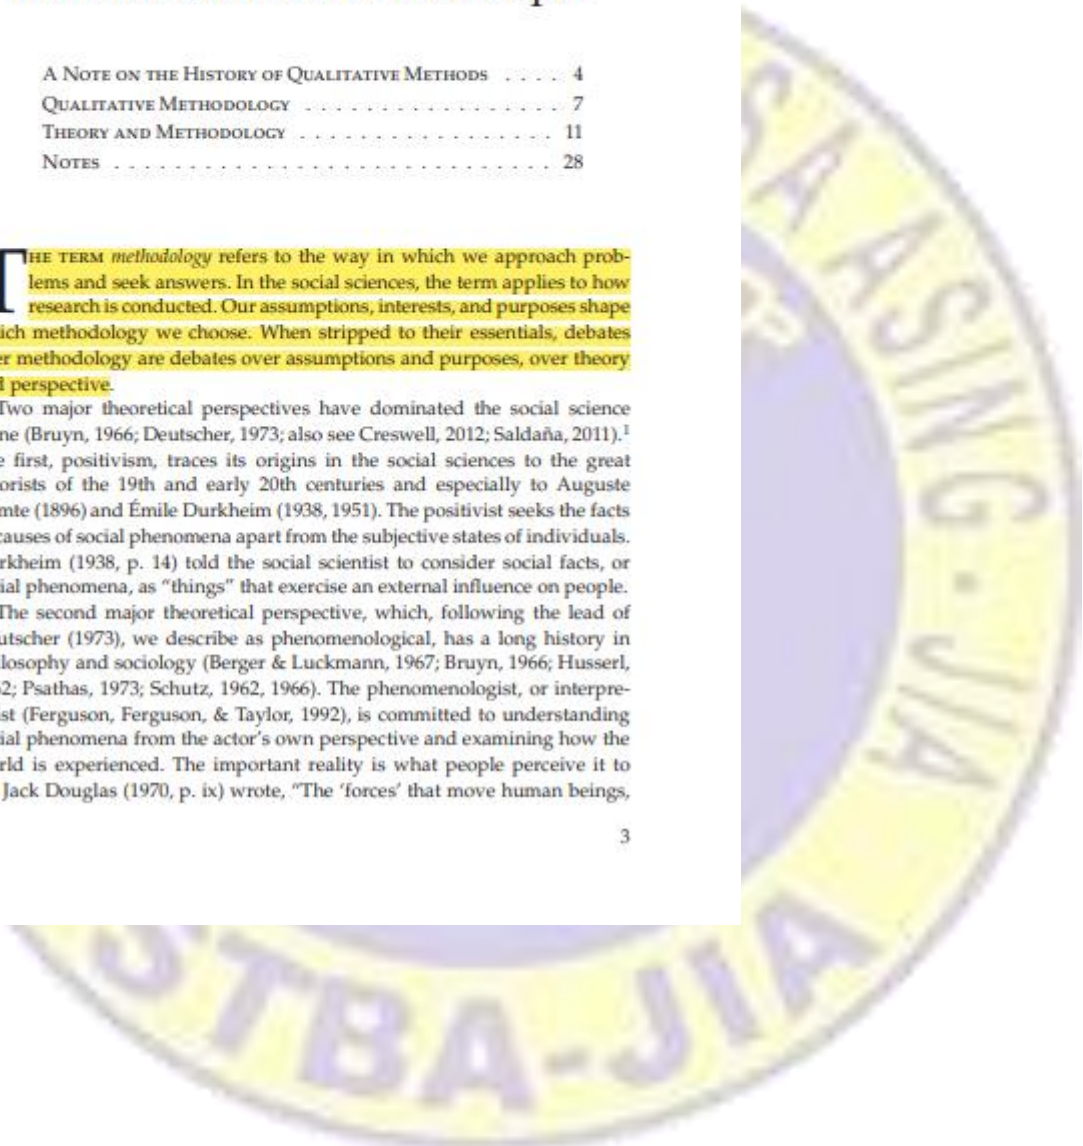 A NOTE ON THE HISTORY OF QUALITATIVE METHODS . . . . 4
QUALITATIVE METHODOLOGY . . . . . . . . . . . . . . . . . 7
THEORY AND METHODOLOGY . . . . . . . . . . . . . . . . . 11
NOTES . . . . . . . . . . . . . . . . . . . . . . . . . . . . . 28
THE TERM methodology refers to the way in which we approach prob-
lems and seek answers. In the social sciences, the term applies to how
research is conducted. Our assumptions, interests, and purposes shape
ich methodology we choose. When stripped to their essentials, debates
er methodology are debates over assumptions and purposes, over theory
d perspective.
Two major theoretical perspectives have dominated the social science
ne (Bruyn, 1966; Deutscher, 1973; also see Creswell, 2012; Saldaña, 2011).1
e first, positivism, traces its origins in the social sciences to the great
orists of the 19th and early 20th centuries and especially to Auguste
mte (1896) and Émile Durkheim (1938, 1951). The positivist seeks the facts
causes of social phenomena apart from the subjective states of individuals.
rkheim (1938, p. 14) told the social scientist to consider social facts, or
ial phenomena, as "things" that exercise an external influence on people.
The second major theoretical perspective, which, following the lead of
utscher (1973), we describe as phenomenological, has a long history in
ilosophy and sociology (Berger & Luckmann, 1967; Bruyn, 1966; Husserl,
62; Psathas, 1973; Schutz, 1962, 1966). The phenomenologist, or interpre-
st (Ferguson, Ferguson, & Taylor, 1992), is committed to understanding
ial phenomena from the actor's own perspective and examining how the
rld is experienced. The important reality is what people perceive it to
Jack Douglas (1970, p. ix) wrote, "The 'forces' that move human beings,
3
SA ASING · JIA
STBA-JIA